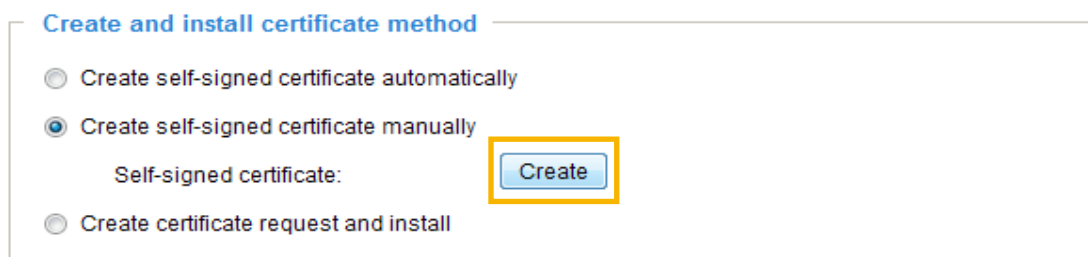 Create and install certificate method
Create self-signed certificate automatically
Create self-signed certificate manually
Self-signed certificate: Create
Create certificate request and install